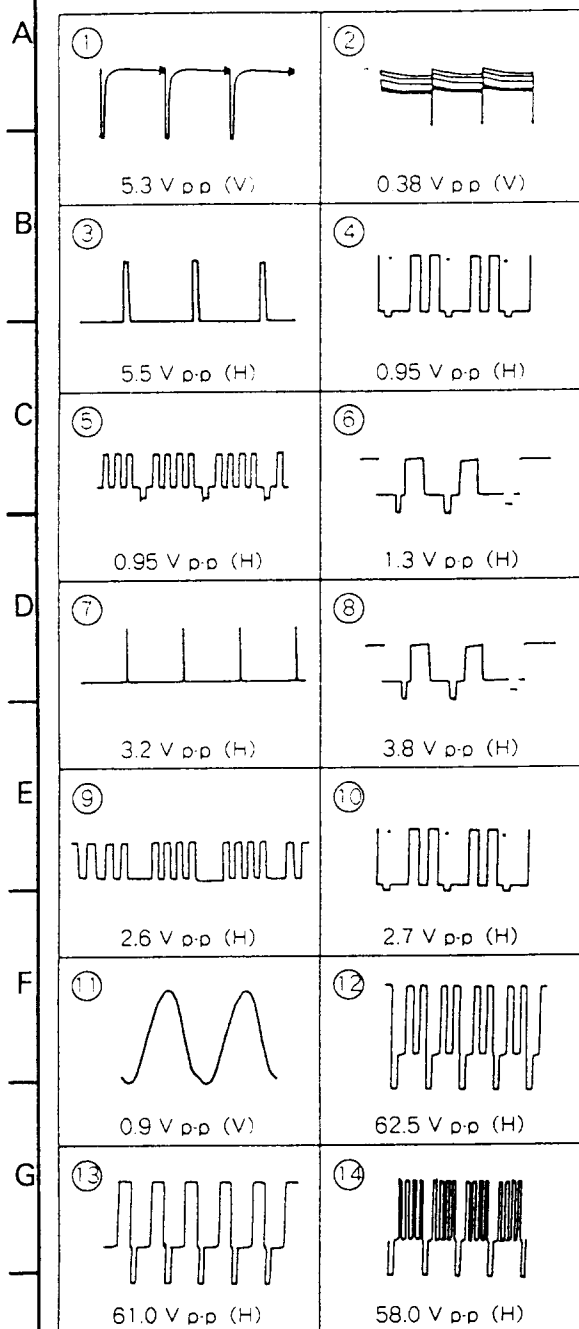 A
① ②
5.3 V p-p (V) 0.38 V p p (V)
B
③ ④
5.5 V p-p (H) 0.95 V p-p (H)
C
⑤ ⑥
0.95 V p-p (H) 1.3 V p-p (H)
D
⑦ ⑧
3.2 V p-p (H) 3.8 V p-p (H)
E
⑨ ⑩
2.6 V p-p (H) 2.7 V p-p (H)
F
⑪ ⑫
0.9 V p-p (V) 62.5 V p-p (H)
G
⑬ ⑭
61.0 V p-p (H) 58.0 V p-p (H)